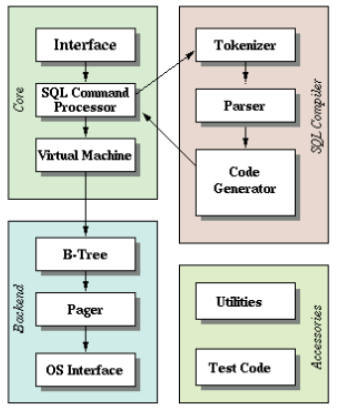 Core
Interface
SQL Command
Processor
Virtual Machine
SQL Compiler
Tokenizer
Parser
Code
Generator
Backend
B-Tree
Pager
OS Interface
Accessories
Utilities
Test Code